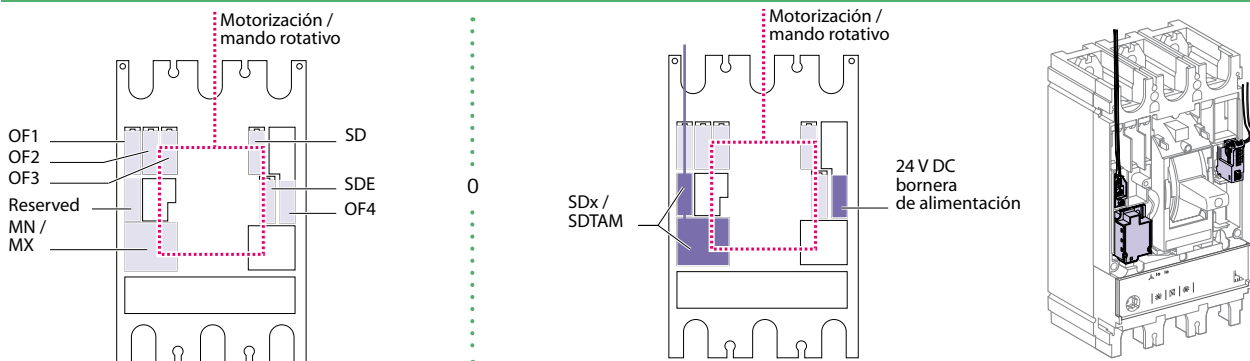 Motorización /
mando rotativo
OF1
OF2
OF3
Reserved
MN /
MX
SD
SDE
OF4
0
Motorización /
mando rotativo
SDx /
SDTAM
24 V DC
bornera
de alimentación